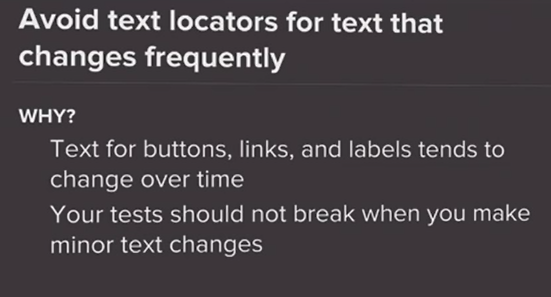 Avoid text locators for text that
changes frequently
WHY?
Text for buttons, links, and labels tends to
change over time
Your tests should not break when you make
minor text changes